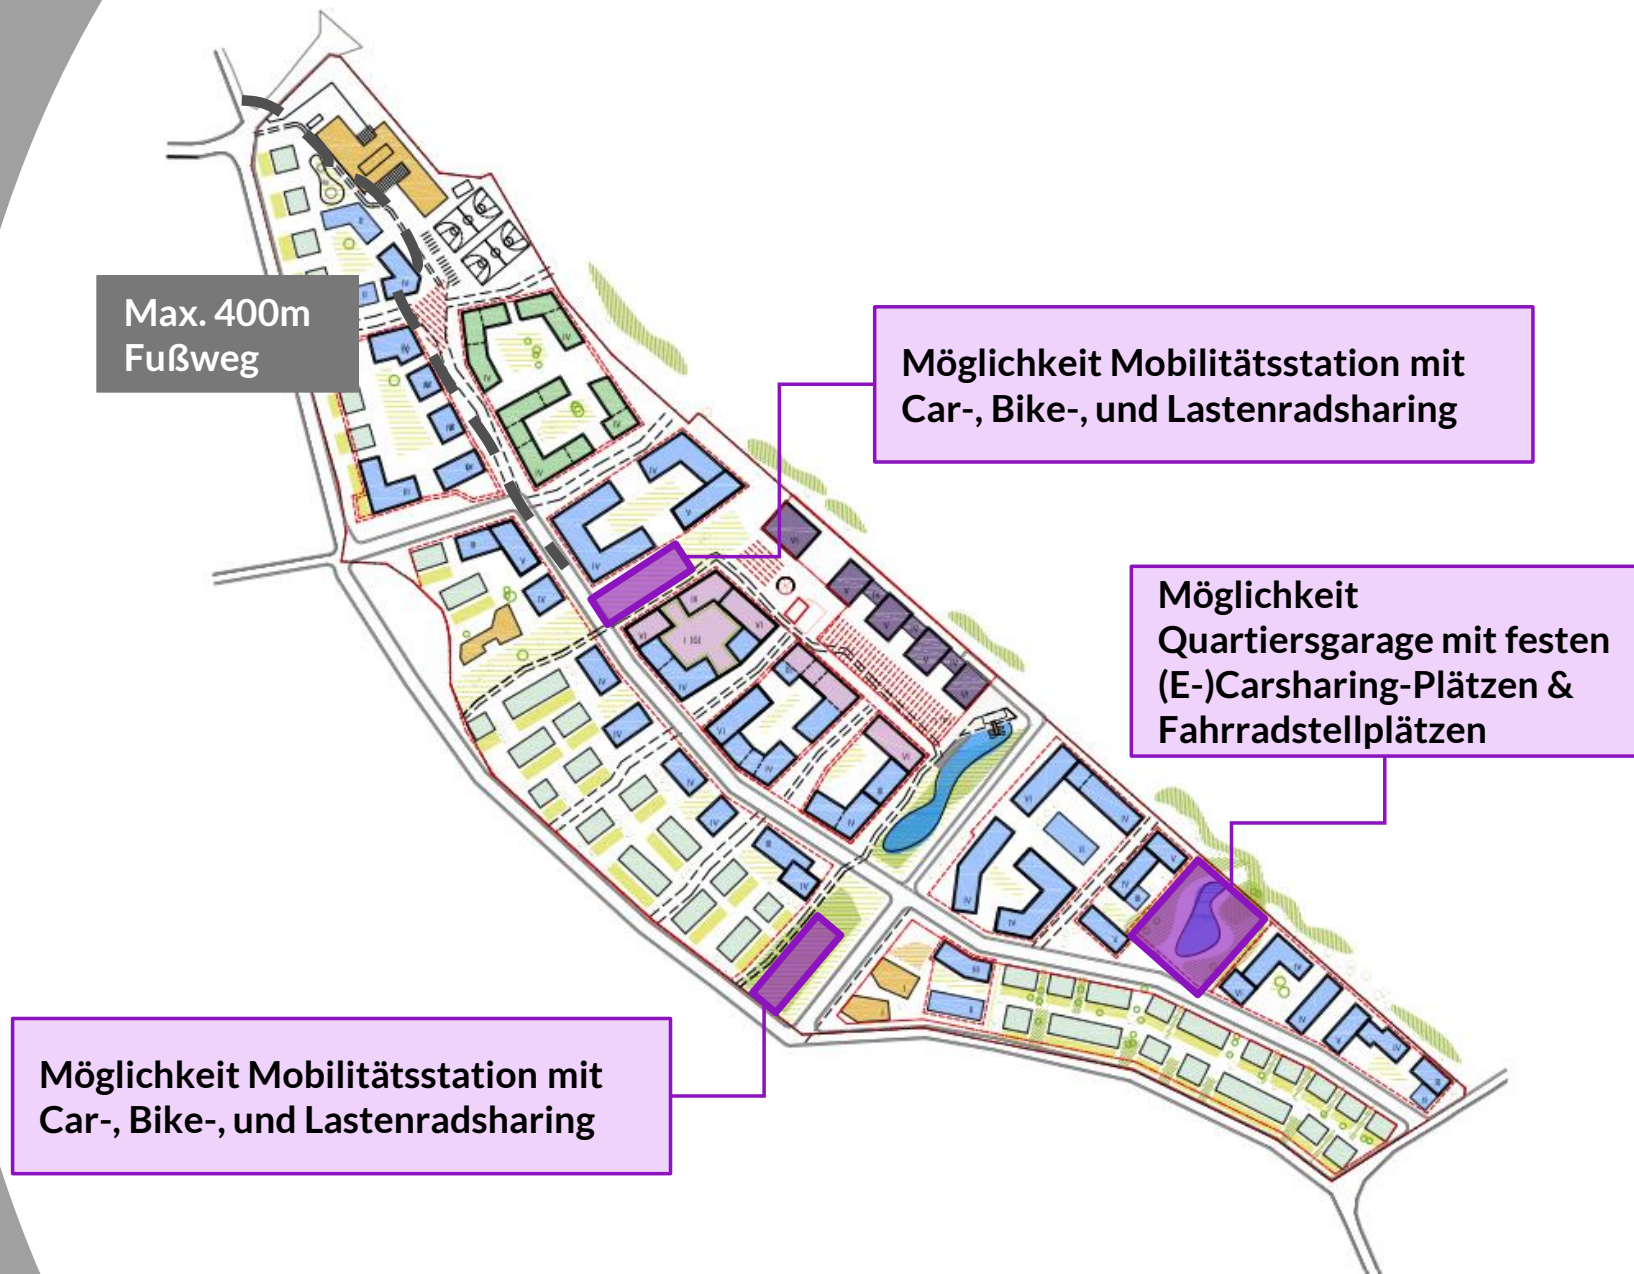 Max. 400m
Fußweg
Möglichkeit Mobilitätsstation mit
Car-, Bike-, und Lastenradsharing
Möglichkeit
Quartiersgarage mit festen
(E-)Carsharing-Plätzen &
Fahrradstellplätzen
Möglichkeit Mobilitätsstation mit
Car-, Bike-, und Lastenradsharing